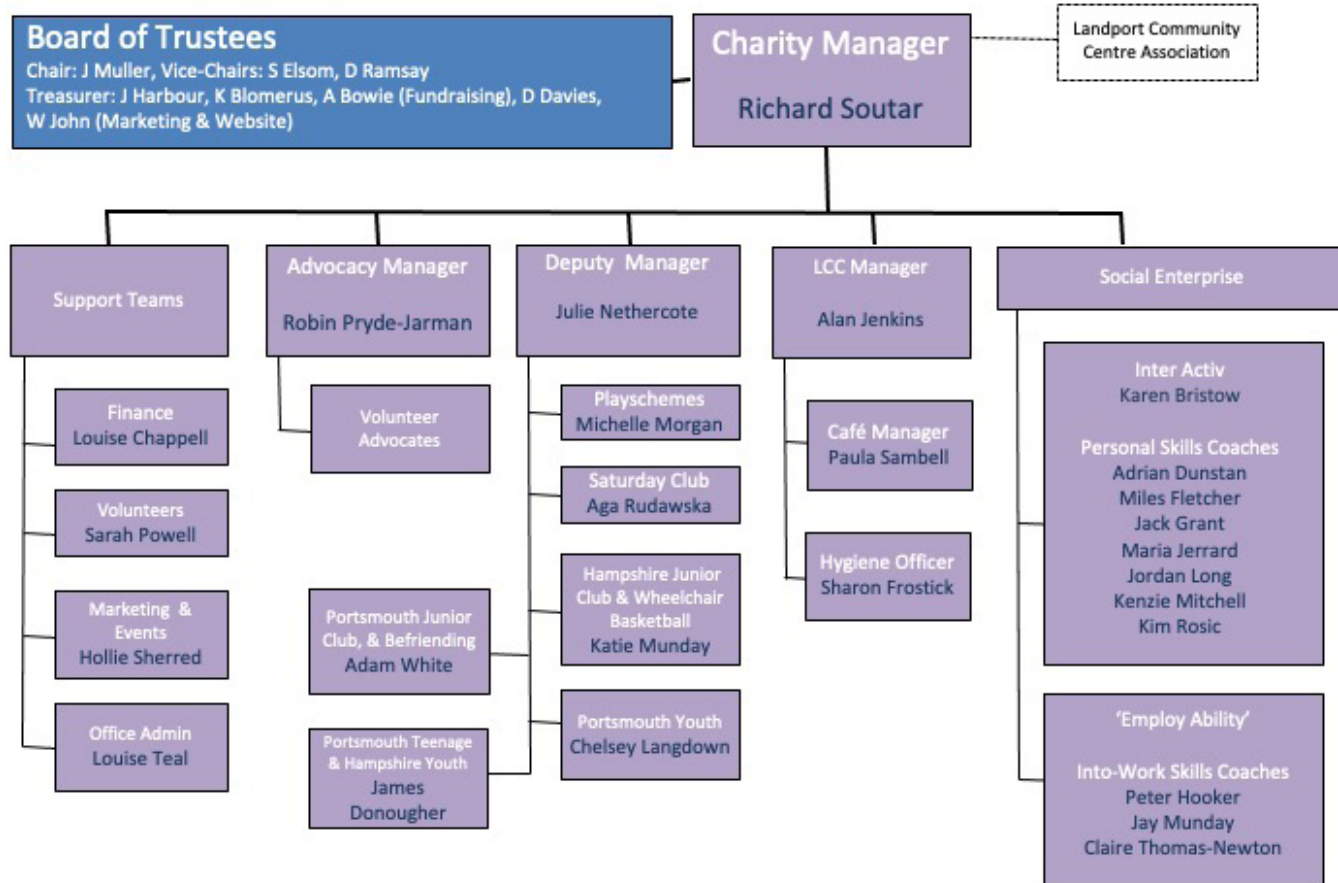 Board of Trustees
Chair: J Muller, Vice-Chairs: S Elsom, D Ramsay
Treasurer: J Harbour, K Blomerus, A Bowie (Fundraising), D Davies,
W John (Marketing & Website)
Charity Manager
Richard Soutar
Landport Community
Centre Association
Support Teams
Finance
Louise Chappell
Volunteers
Sarah Powell
Marketing & 
Events
Hollie Sherred
Office Admin
Louise Teal
Advocacy Manager
Robin Pryde-Jarman
Volunteer
Advocates
Deputy Manager
Julie Nethercote
Playschemes
Michelle Morgan
Saturday Club
Aga Rudawska
Hampshire Junior
Club & Wheelchair
Basketball
Katie Munday
Portsmouth Junior
Club, & Befriending
Adam White
Portsmouth Youth
Chelsey Langdown
Portsmouth Teenage
& Hampshire Youth
James
Donougher
LCC Manager
Alan Jenkins
Café Manager
Paula Sambell
Hygiene Officer
Sharon Frostick
Social Enterprise
Inter Activ
Karen Bristow
Personal Skills Coaches
Adrian Dunstan
Miles Fletcher
Jack Grant
Maria Jerrard
Jordan Long
Kenzie Mitchell
Kim Rosic
‘Employ Ability’
Into-Work Skills Coaches
Peter Hooker
Jay Munday
Claire Thomas-Newton